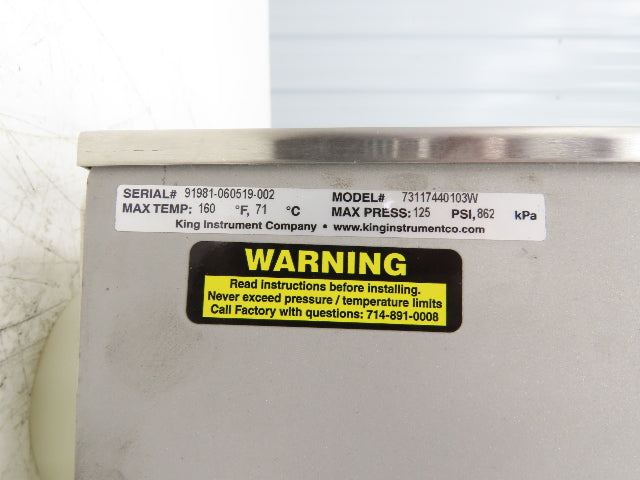 SERIAL# 91981-060519-002 MODEL# 73117440103W
MAX TEMP: 160 °F, 71 °C MAX PRESS: 125 PSI, 862 kPa
King Instrument Company • www.kinginstrumentco.com
WARNING
Read instructions before installing.
Never exceed pressure / temperature limits
Call Factory with questions: 714-891-0008